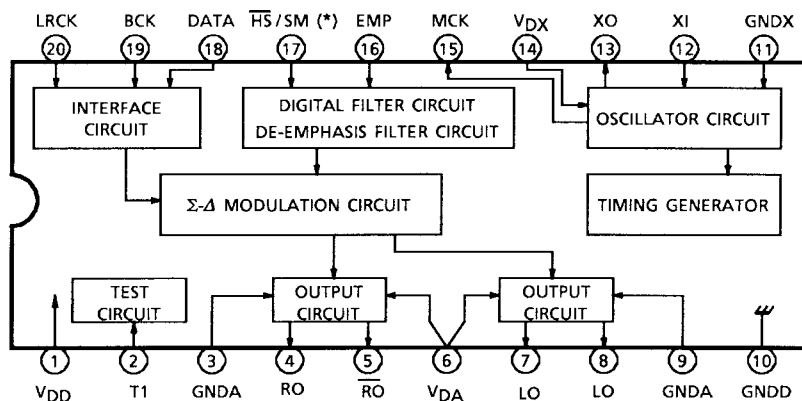 LRCK BCK DATA H̅S̅/SM (*) EMP MCK VDX XO XI GNDX
20 19 18 17 16 15 14 13 12 11
INTERFACE CIRCUIT
DIGITAL FILTER CIRCUIT
DE-EMPHASIS FILTER CIRCUIT
OSCILLATOR CIRCUIT
Σ-Δ MODULATION CIRCUIT
TIMING GENERATOR
TEST CIRCUIT
OUTPUT CIRCUIT
OUTPUT CIRCUIT
1 2 3 4 5 6 7 8 9 10
VDD T1 GNDA RO R̅O̅ VDA LO LO GNDA GNDD